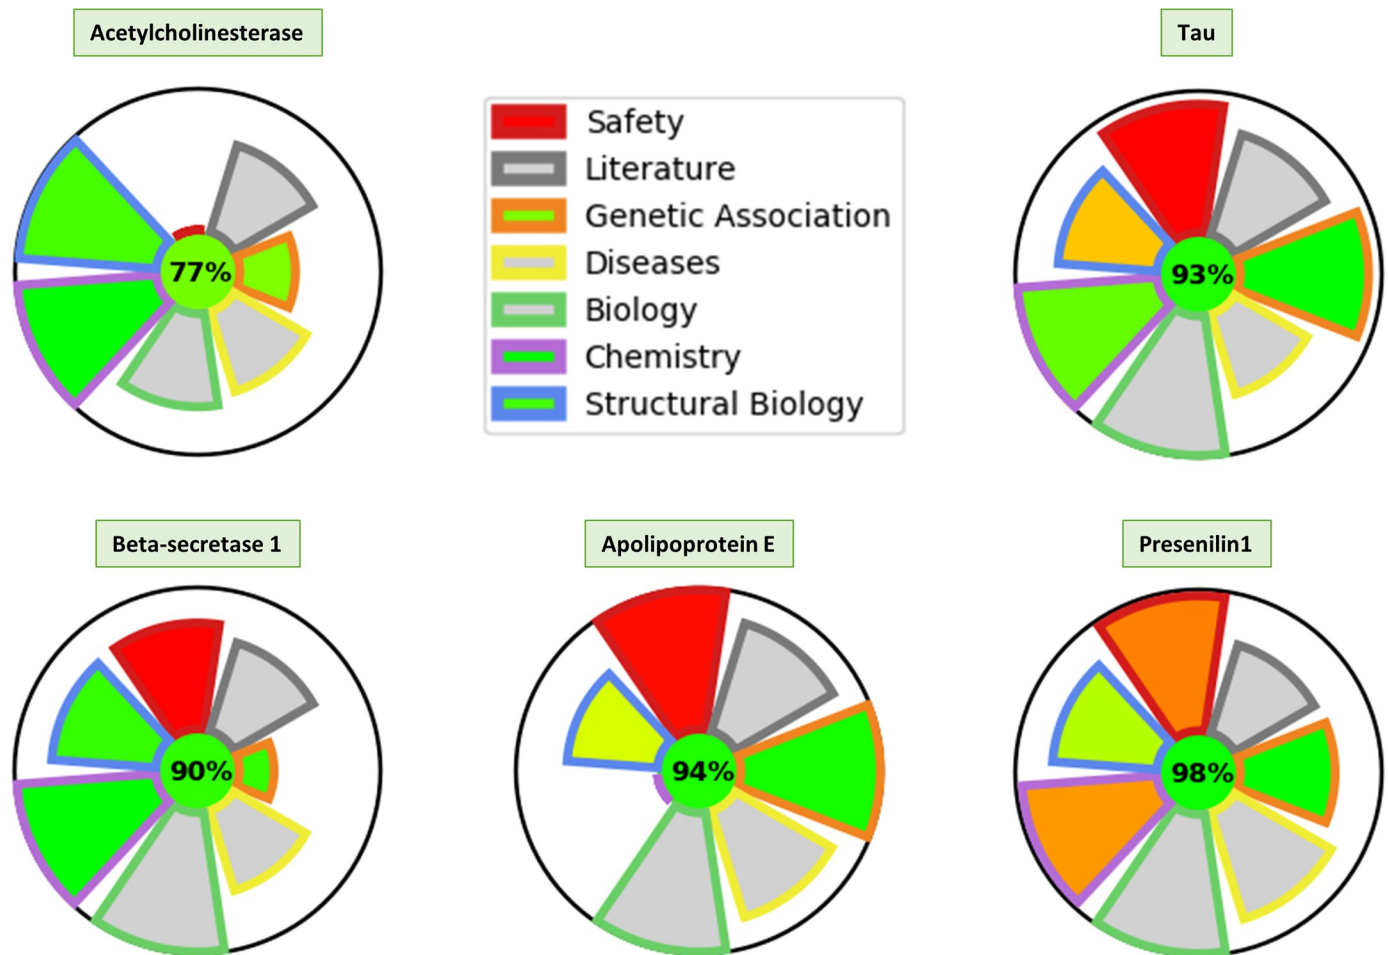 Acetylcholinesterase
Tau
Safety
Literature
Genetic Association
Diseases
Biology
Chemistry
Structural Biology
77%
93%
Beta-secretase 1
Apolipoprotein E
Presenilin1
90%
94%
98%